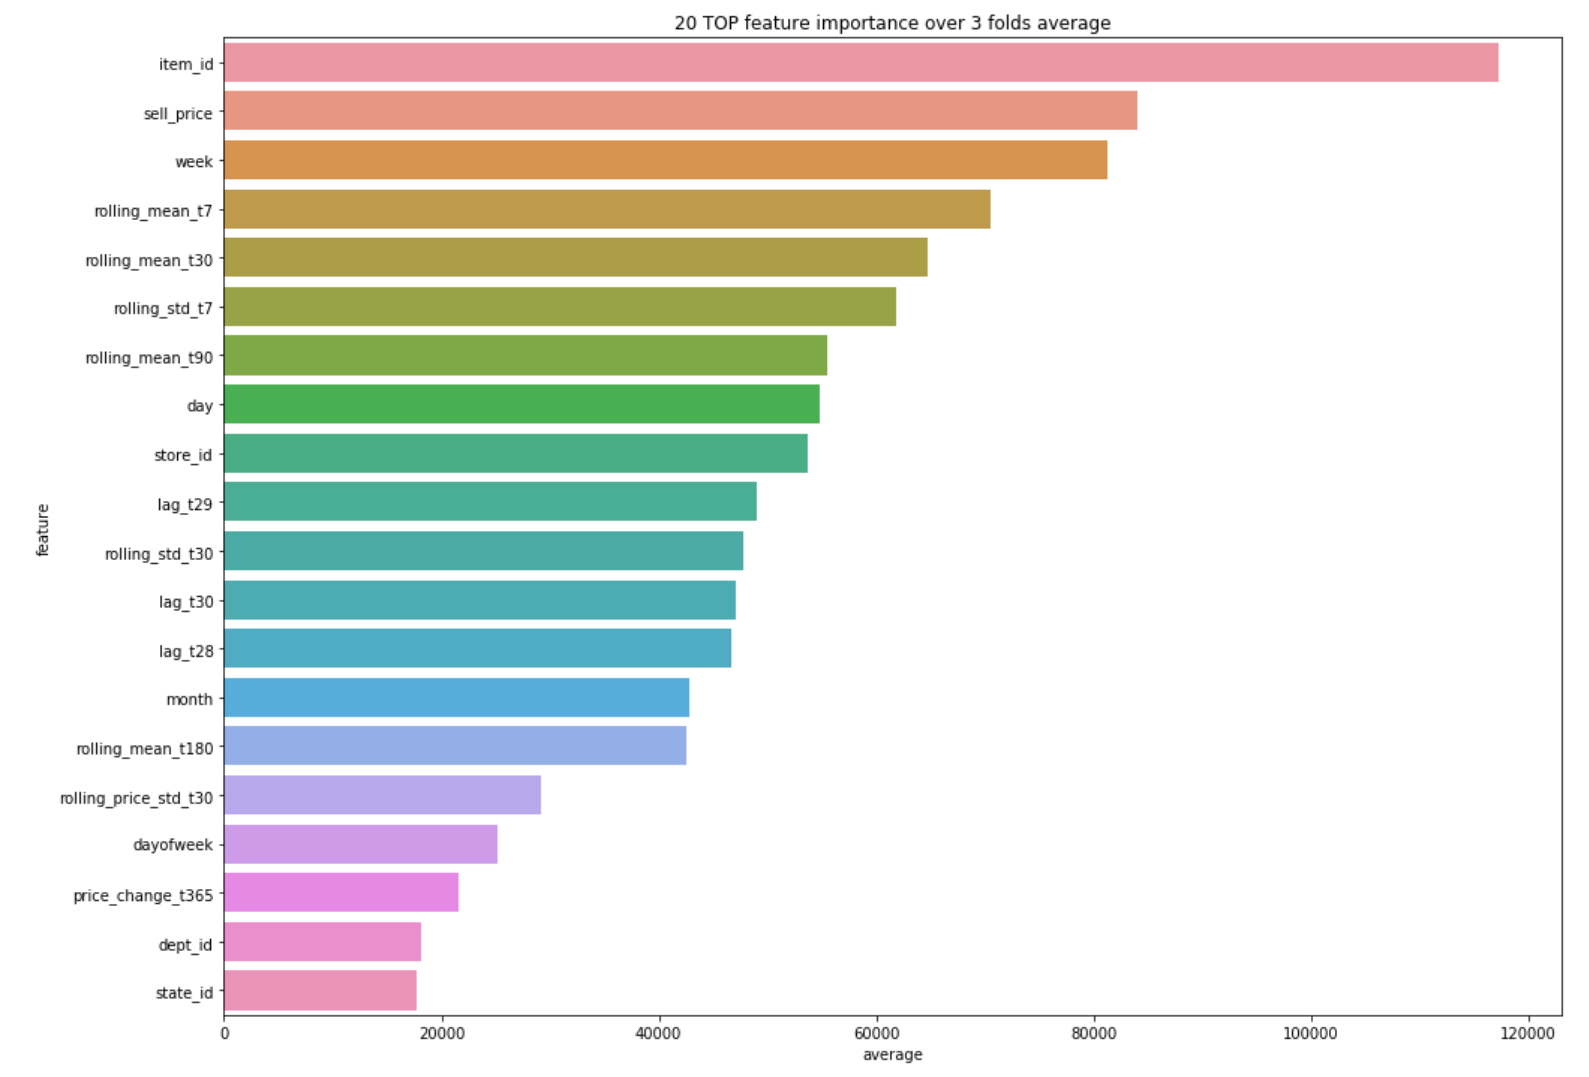 20 TOP feature importance over 3 folds average
item_id
sell_price
week
rolling_mean_t7
rolling_mean_t30
rolling_std_t7
rolling_mean_t90
day
store_id
lag_t29
rolling_std_t30
lag_t30
lag_t28
month
rolling_mean_t180
rolling_price_std_t30
dayofweek
price_change_t365
dept_id
state_id
feature
0 20000 40000 60000 80000 100000 120000
average